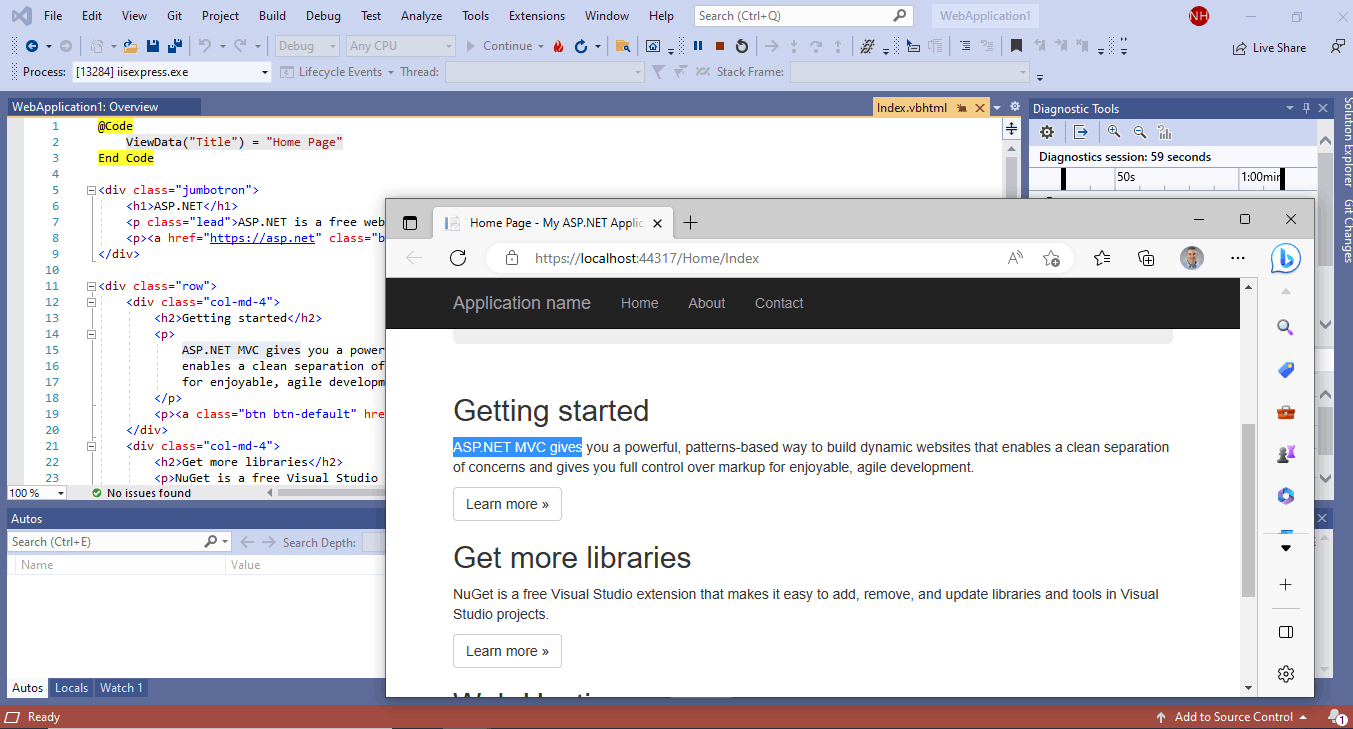 File Edit View Git Project Build Debug Test Analyze Tools Extensions Window Help Search (Ctrl+Q) WebApplication1 NH
Debug Any CPU Continue Live Share
Process: [13284] iisexpress.exe Lifecycle Events Thread: Stack Frame:
WebApplication1: Overview Index.vbhtml
1 @Code
2 ViewData("Title") = "Home Page"
3 End Code
4
5 <div class="jumbotron">
6 <h1>ASP.NET</h1>
7 <p class="lead">ASP.NET is a free web
8 <p><a href="https://asp.net" class="b
9 </div>
10
11 <div class="row">
12 <div class="col-md-4">
13 <h2>Getting started</h2>
14 <p>
15 ASP.NET MVC gives you a power
16 enables a clean separation of
17 for enjoyable, agile developm
18 </p>
19 <p><a class="btn btn-default" hre
20 </div>
21 <div class="col-md-4">
22 <h2>Get more libraries</h2>
23 <p>NuGet is a free Visual Studio
100 % No issues found
Diagnostic Tools
Diagnostics session: 59 seconds
50s 1:00min
Solution Explorer
Git Changes
Home Page - My ASP.NET Applic
https://localhost:44317/Home/Index
Application name Home About Contact
Getting started
ASP.NET MVC gives you a powerful, patterns-based way to build dynamic websites that enables a clean separation
of concerns and gives you full control over markup for enjoyable, agile development.
Learn more »
Get more libraries
NuGet is a free Visual Studio extension that makes it easy to add, remove, and update libraries and tools in Visual
Studio projects.
Learn more »
Autos
Search (Ctrl+E) Search Depth:
Name Value
Autos Locals Watch 1
Ready Add to Source Control 1